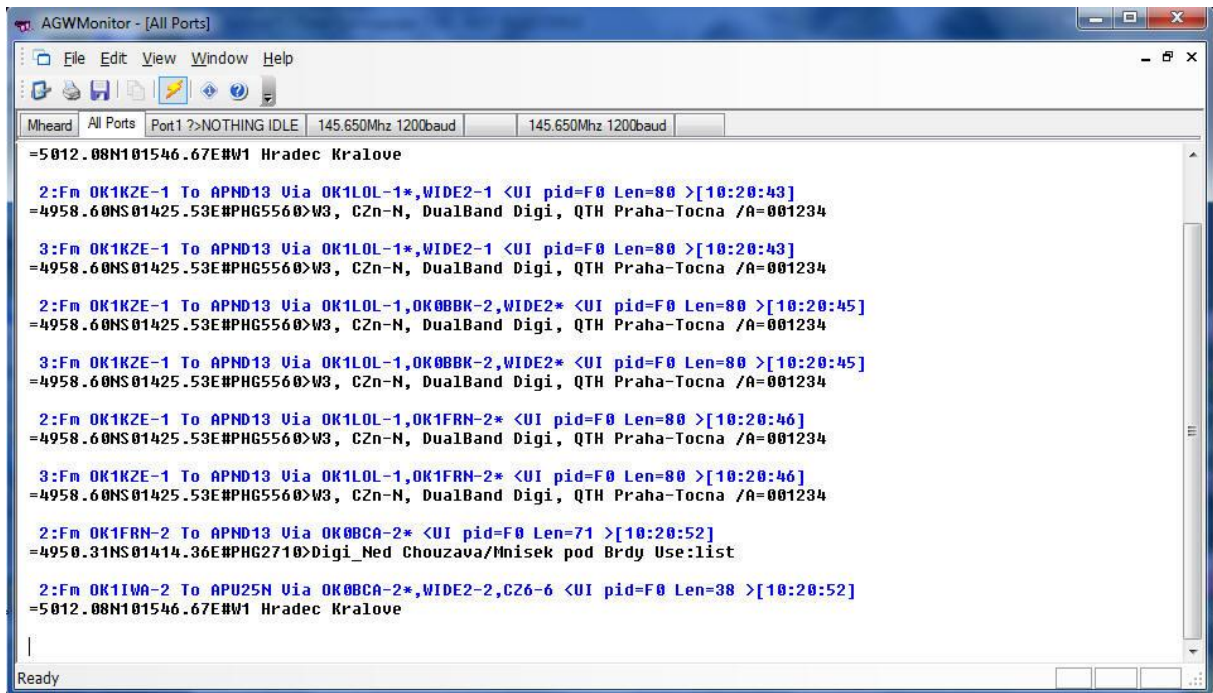 AGWMonitor - [All Ports]
File Edit View Window Help
Mheard All Ports Port1 ?>NOTHING IDLE 145.650Mhz 1200baud 145.650Mhz 1200baud
=5012.08N101546.67E#W1 Hradec Kralove
2:Fm OK1KZE-1 To APND13 Via OK1LOL-1*,WIDE2-1 <UI pid=F0 Len=80 >[10:20:43]
=4958.60NS01425.53E#PHG5560>W3, CZn-N, DualBand Digi, QTH Praha-Tocna /A=001234
3:Fm OK1KZE-1 To APND13 Via OK1LOL-1*,WIDE2-1 <UI pid=F0 Len=80 >[10:20:43]
=4958.60NS01425.53E#PHG5560>W3, CZn-N, DualBand Digi, QTH Praha-Tocna /A=001234
2:Fm OK1KZE-1 To APND13 Via OK1LOL-1,OK0BBK-2,WIDE2* <UI pid=F0 Len=80 >[10:20:45]
=4958.60NS01425.53E#PHG5560>W3, CZn-N, DualBand Digi, QTH Praha-Tocna /A=001234
3:Fm OK1KZE-1 To APND13 Via OK1LOL-1,OK0BBK-2,WIDE2* <UI pid=F0 Len=80 >[10:20:45]
=4958.60NS01425.53E#PHG5560>W3, CZn-N, DualBand Digi, QTH Praha-Tocna /A=001234
2:Fm OK1KZE-1 To APND13 Via OK1LOL-1,OK1FRN-2* <UI pid=F0 Len=80 >[10:20:46]
=4958.60NS01425.53E#PHG5560>W3, CZn-N, DualBand Digi, QTH Praha-Tocna /A=001234
3:Fm OK1KZE-1 To APND13 Via OK1LOL-1,OK1FRN-2* <UI pid=F0 Len=80 >[10:20:46]
=4958.60NS01425.53E#PHG5560>W3, CZn-N, DualBand Digi, QTH Praha-Tocna /A=001234
2:Fm OK1FRN-2 To APND13 Via OK0BCA-2* <UI pid=F0 Len=71 >[10:20:52]
=4950.31NS01414.36E#PHG2710>Digi_Ned Chouzava/Mnisek pod Brdy Use:list
2:Fm OK1IWA-2 To APU25N Via OK0BCA-2*,WIDE2-2,CZ6-6 <UI pid=F0 Len=38 >[10:20:52]
=5012.08N101546.67E#W1 Hradec Kralove
Ready